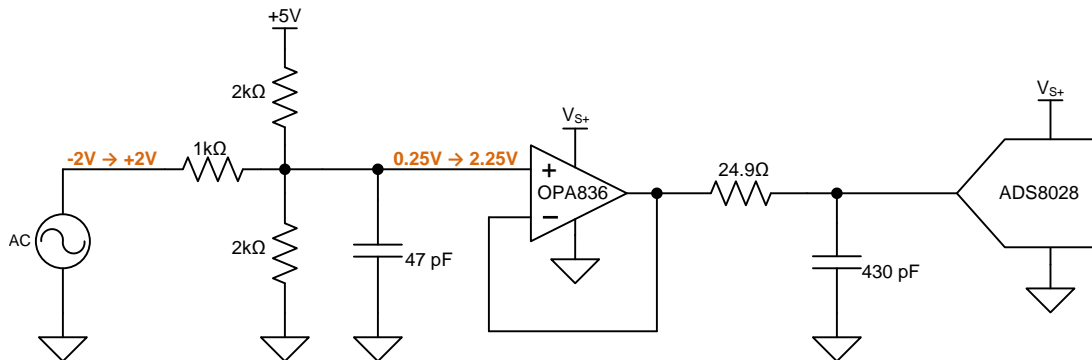 +5V
2kΩ
-2V → +2V
1kΩ
0.25V → 2.25V
VS+
OPA836
24.9Ω
VS+
ADS8028
AC
2kΩ
47 pF
430 pF